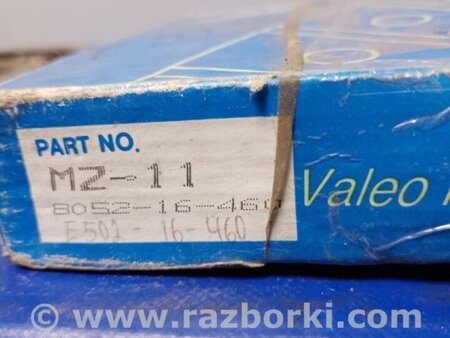 PART NO.
MZ-11
8052-16-460
E502-16-460
Valeo
www.razborki.com